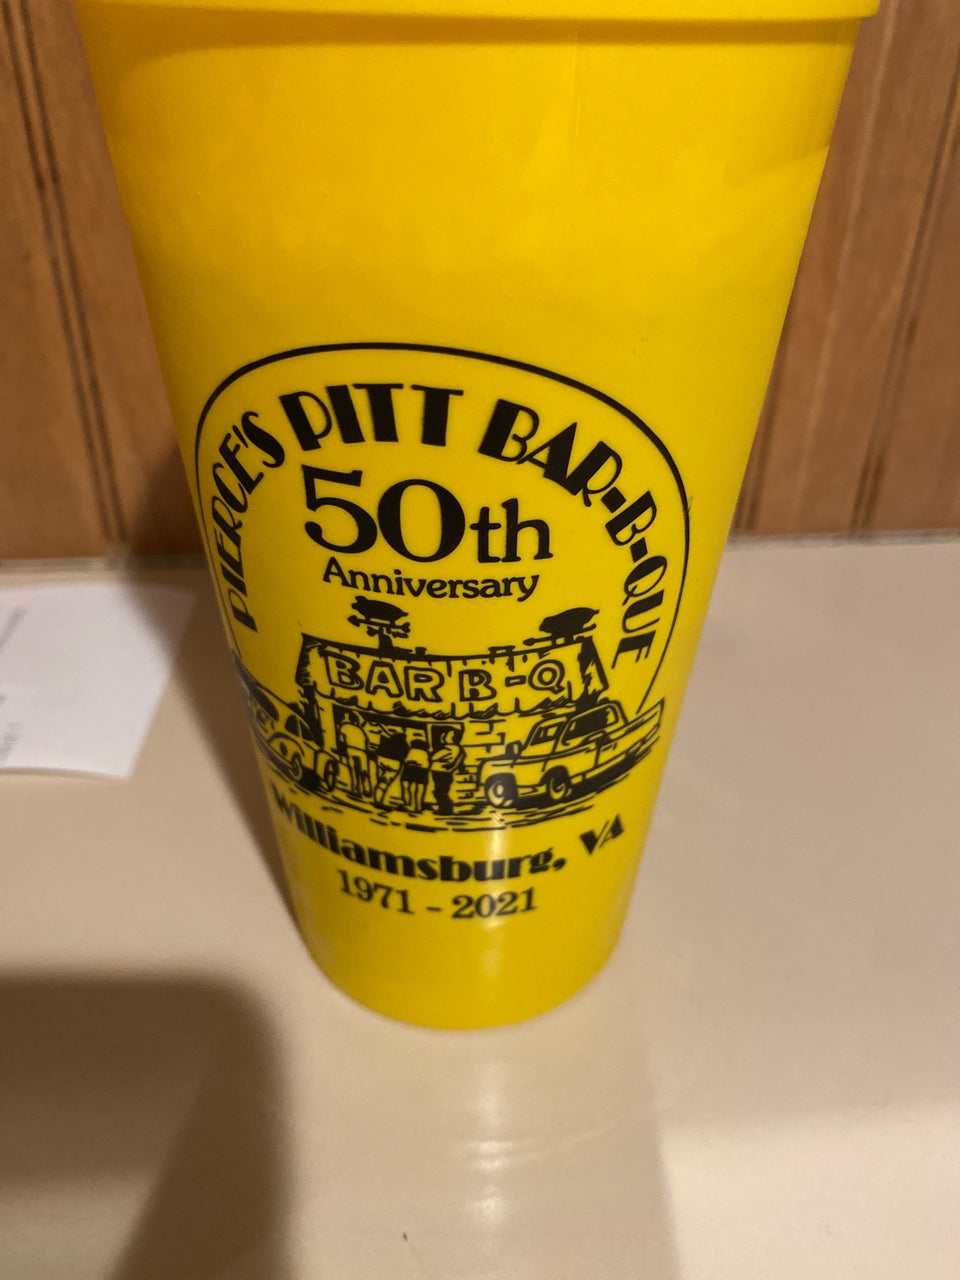 PIERCE'S PITT BAR-B-QUE
50th
Anniversary
BAR B-Q
Williamsburg, VA
1971 - 2021